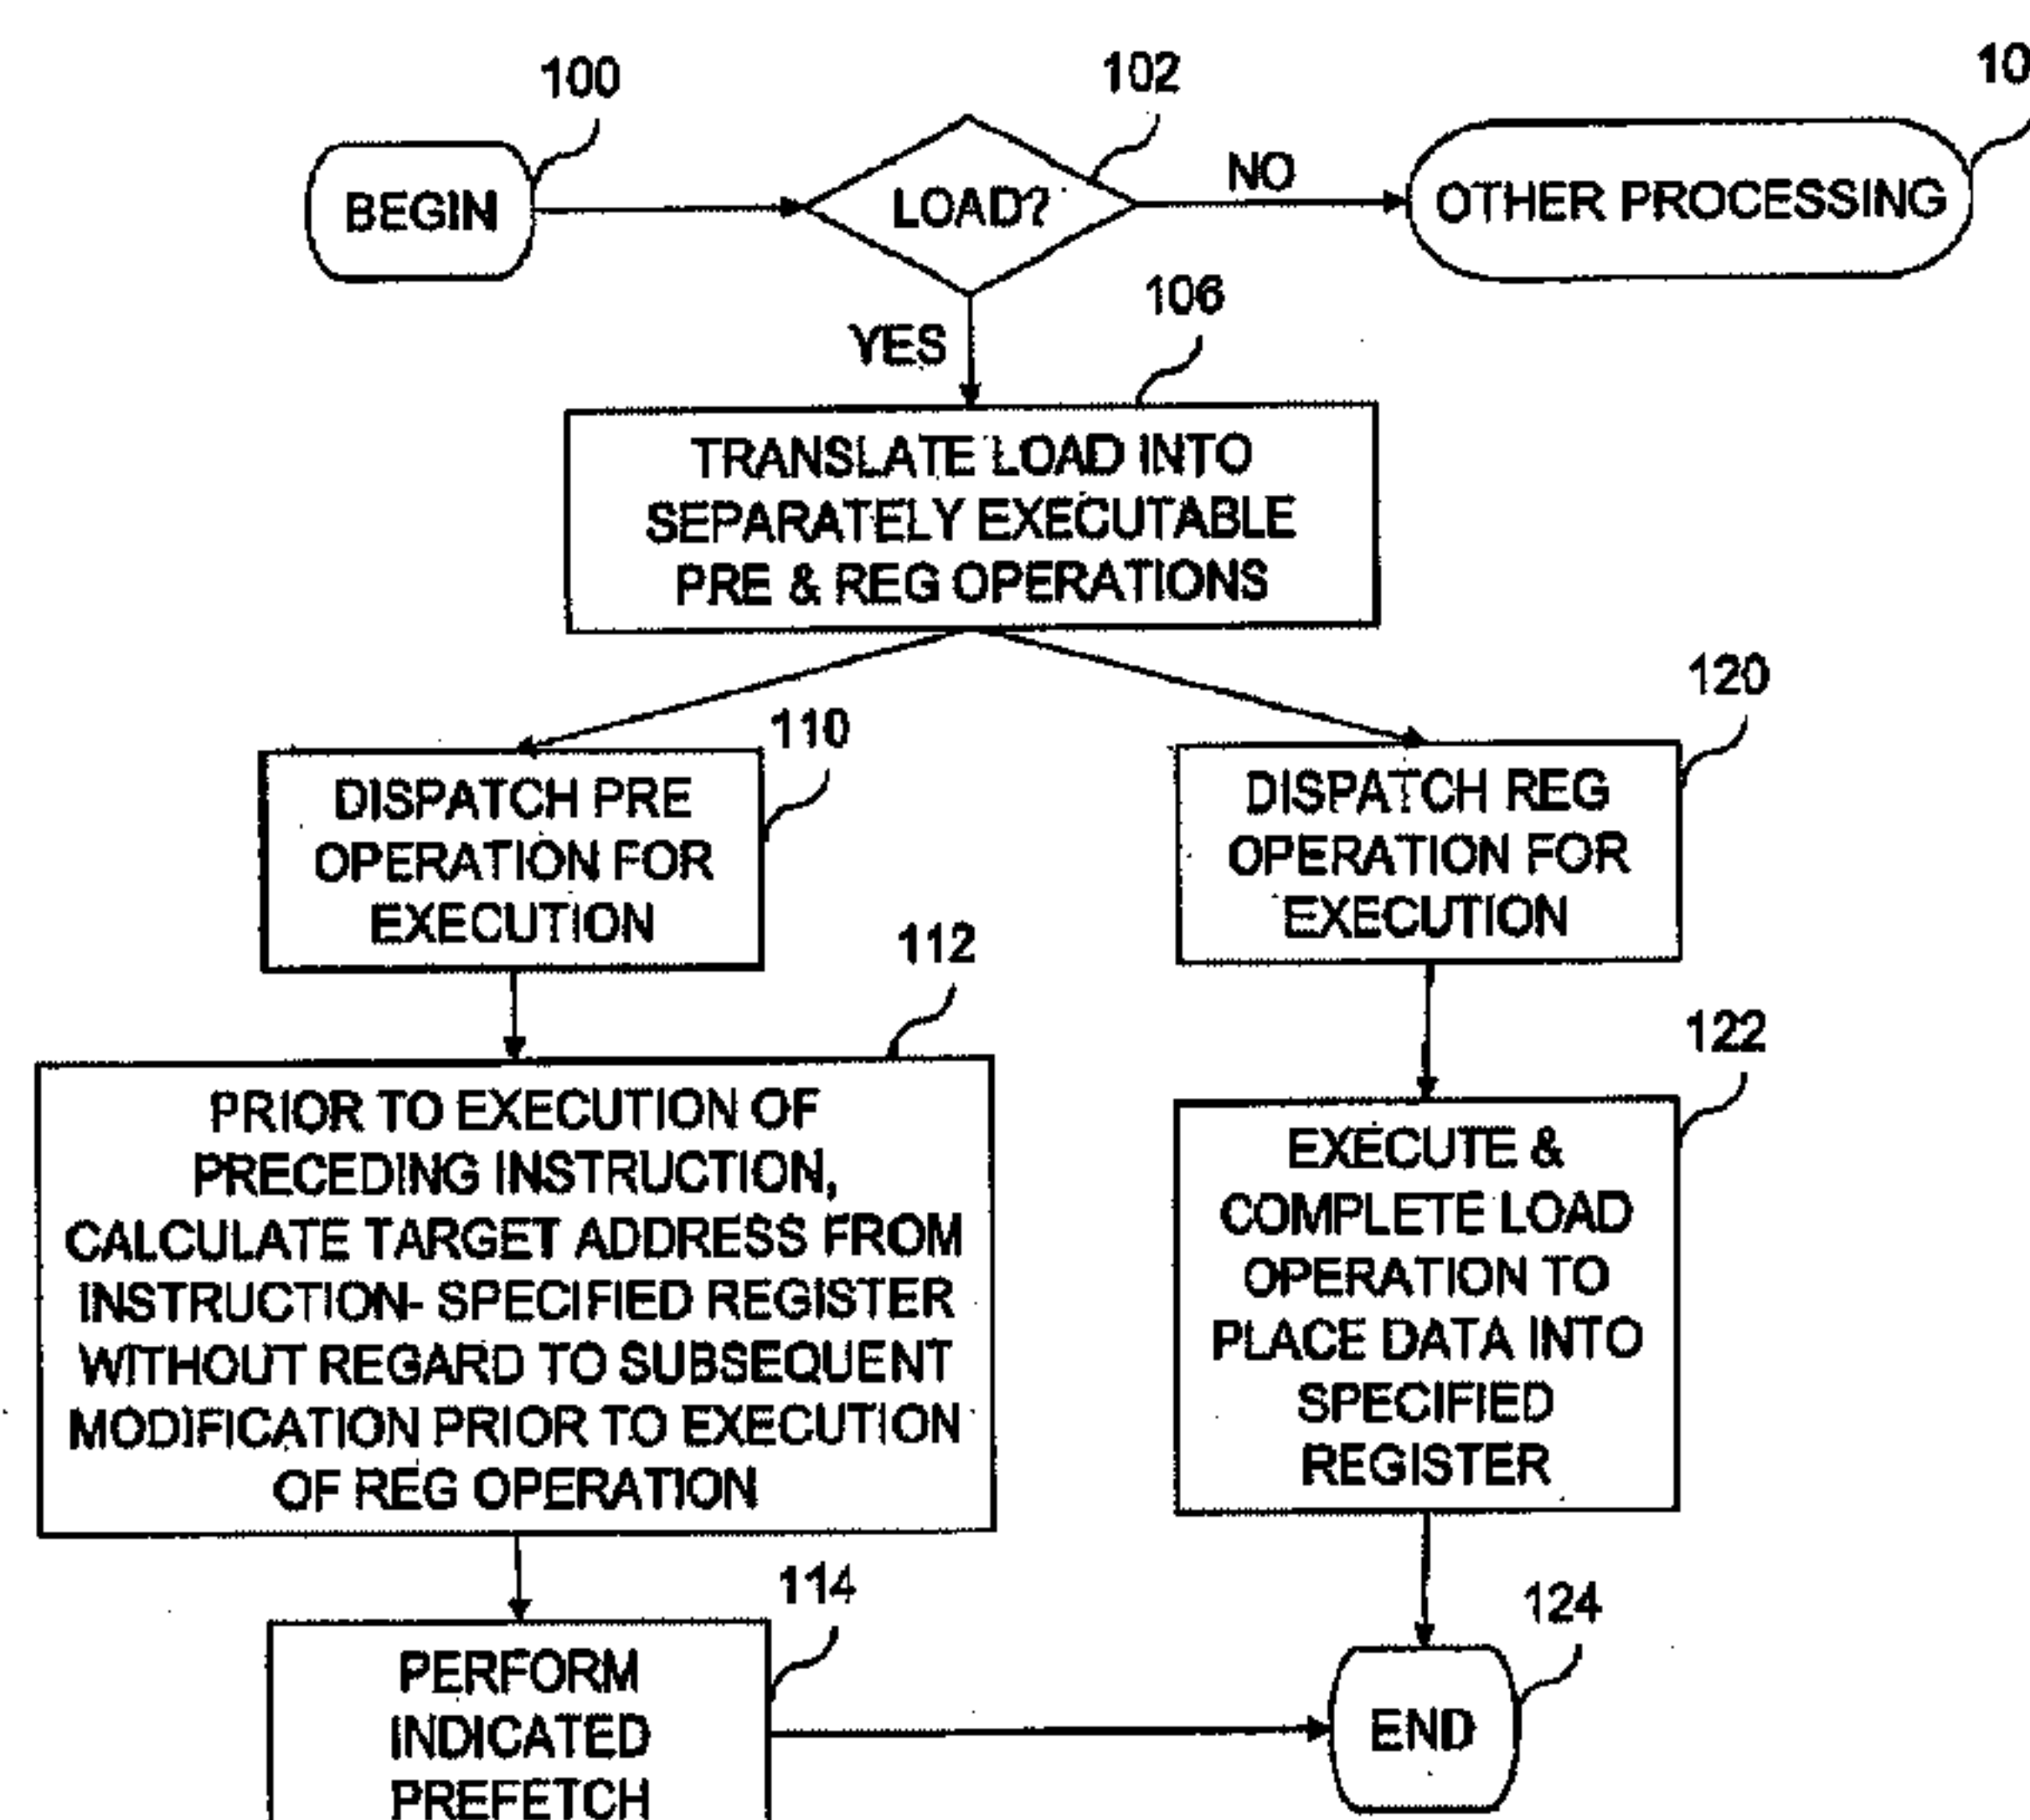 100
102
10
BEGIN
LOAD?
NO
OTHER PROCESSING
YES
106
TRANSLATE LOAD INTO
SEPARATELY EXECUTABLE
PRE & REG OPERATIONS
110
120
DISPATCH PRE
OPERATION FOR
EXECUTION
DISPATCH REG
OPERATION FOR
EXECUTION
112
122
PRIOR TO EXECUTION OF
PRECEDING INSTRUCTION,
CALCULATE TARGET ADDRESS FROM
INSTRUCTION- SPECIFIED REGISTER
WITHOUT REGARD TO SUBSEQUENT
MODIFICATION PRIOR TO EXECUTION
OF REG OPERATION
EXECUTE &
COMPLETE LOAD
OPERATION TO
PLACE DATA INTO
SPECIFIED
REGISTER
114
124
PERFORM
INDICATED
PREFETCH
END